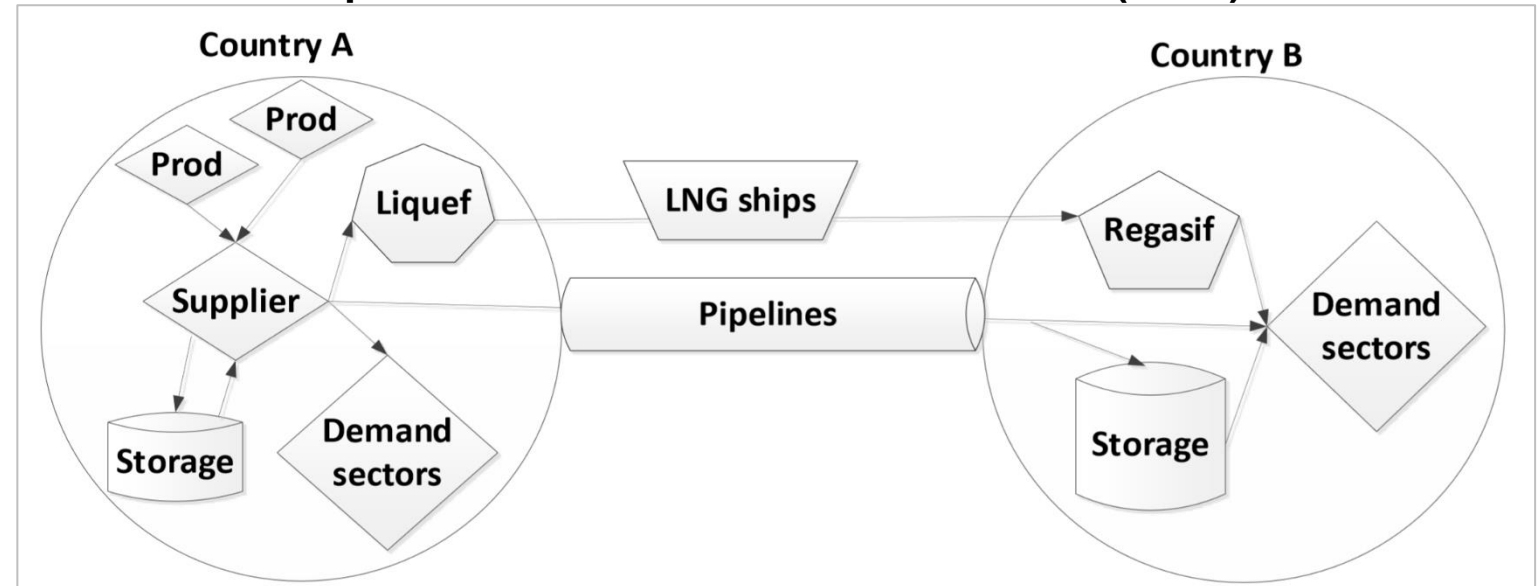 Country A
Country B
Prod
Prod
Liquef
LNG ships
Regasif
Supplier
Pipelines
Demand
sectors
Storage
Demand
sectors
Storage